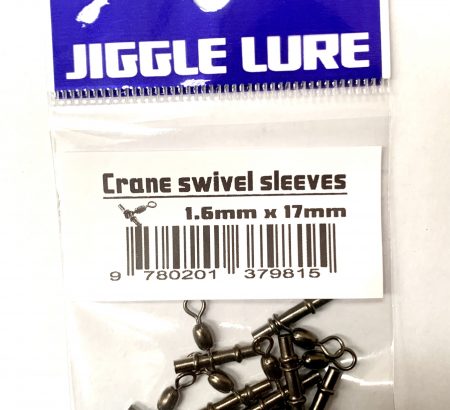 JIGGLE LURE
Crane swivel sleeves
1.6mm x 17mm
9 780201 379815